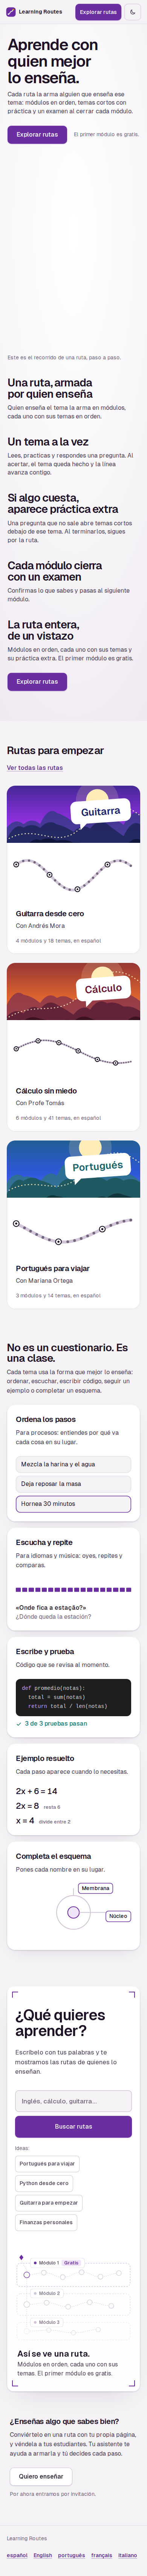 Learning Routes
Explorar rutas
Aprende con
quien mejor
lo enseña.
Cada ruta la arma alguien que enseña ese
tema: módulos en orden, temas cortos con
práctica y un examen al cerrar cada módulo.
Explorar rutas
El primer módulo es gratis.
Este es el recorrido de una ruta, paso a paso.
Una ruta, armada
por quien enseña
Quien enseña el tema la arma en módulos,
cada uno con sus temas en orden.
Un tema a la vez
Lees, practicas y respondes una pregunta. Al
acertar, el tema queda hecho y la línea
avanza contigo.
Si algo cuesta,
aparece práctica extra
Una pregunta que no sale abre temas cortos
debajo de ese tema. Al terminarlos, sigues
por la ruta.
Cada módulo cierra
con un examen
Confirmas lo que sabes y pasas al siguiente
módulo.
La ruta entera,
de un vistazo
Módulos en orden, cada uno con sus temas y
su práctica extra. El primer módulo es gratis.
Explorar rutas
Rutas para empezar
Ver todas las rutas
Guitarra
Guitarra desde cero
Con Andrés Mora
4 módulos y 18 temas, en español
Cálculo
Cálculo sin miedo
Con Profe Tomás
6 módulos y 41 temas, en español
Portugués
Portugués para viajar
Con Mariana Ortega
3 módulos y 14 temas, en español
No es un cuestionario. Es
una clase.
Cada tema usa la forma que mejor lo enseña:
ordenar, escuchar, escribir código, seguir un
ejemplo o completar un esquema.
Ordena los pasos
Para procesos: entiendes por qué va
cada cosa en su lugar.
Mezcla la harina y el agua
Deja reposar la masa
Hornea 30 minutos
Escucha y repite
Para idiomas y música: oyes, repites y
comparas.
«Onde fica a estação?»
¿Dónde queda la estación?
Escribe y prueba
Código que se revisa al momento.
def promedio(notas):
total = sum(notas)
return total / len(notas)
3 de 3 pruebas pasan
Ejemplo resuelto
Cada paso aparece cuando lo necesitas.
2x + 6 = 14
2x = 8 resta 6
x = 4 divide entre 2
Completa el esquema
Pones cada nombre en su lugar.
Membrana
Núcleo
¿Qué quieres
aprender?
Escríbelo con tus palabras y te
mostramos las rutas de quienes lo
enseñan.
Inglés, cálculo, guitarra...
Buscar rutas
Ideas:
Portugués para viajar
Python desde cero
Guitarra para empezar
Finanzas personales
Módulo 1 Gratis
Módulo 2
Módulo 3
Así se ve una ruta.
Módulos en orden, cada uno con sus
temas. El primer módulo es gratis.
¿Enseñas algo que sabes bien?
Conviértelo en una ruta con tu propia página,
y véndela a tus estudiantes. Tu asistente te
ayuda a armarla y tú decides cada paso.
Quiero enseñar
Por ahora entramos por invitación.
Learning Routes
español English português français italiano